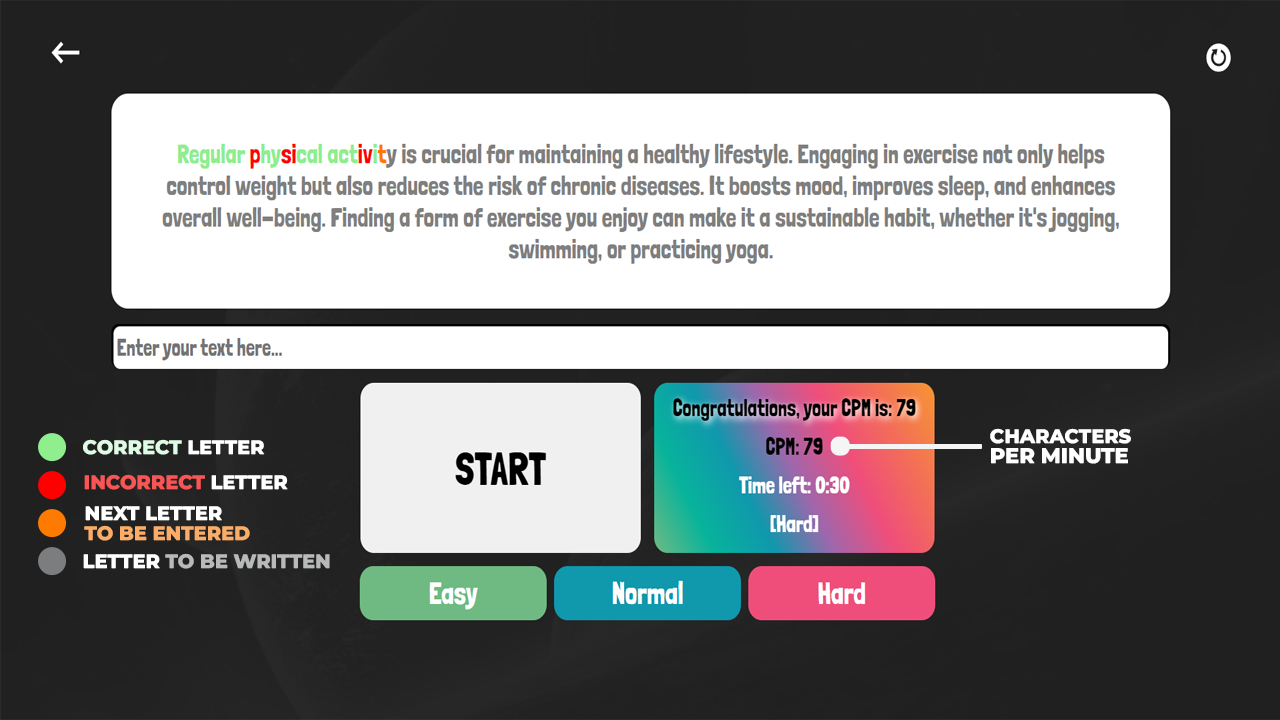 Regular physical activity is crucial for maintaining a healthy lifestyle. Engaging in exercise not only helps
control weight but also reduces the risk of chronic diseases. It boosts mood, improves sleep, and enhances
overall well-being. Finding a form of exercise you enjoy can make it a sustainable habit, whether it's jogging,
swimming, or practicing yoga.
Enter your text here...
START
Congratulations, your CPM is: 79
CPM: 79
Time left: 0:30
[Hard]
CHARACTERS
PER MINUTE
CORRECT LETTER
INCORRECT LETTER
NEXT LETTER
TO BE ENTERED
LETTER TO BE WRITTEN
Easy
Normal
Hard